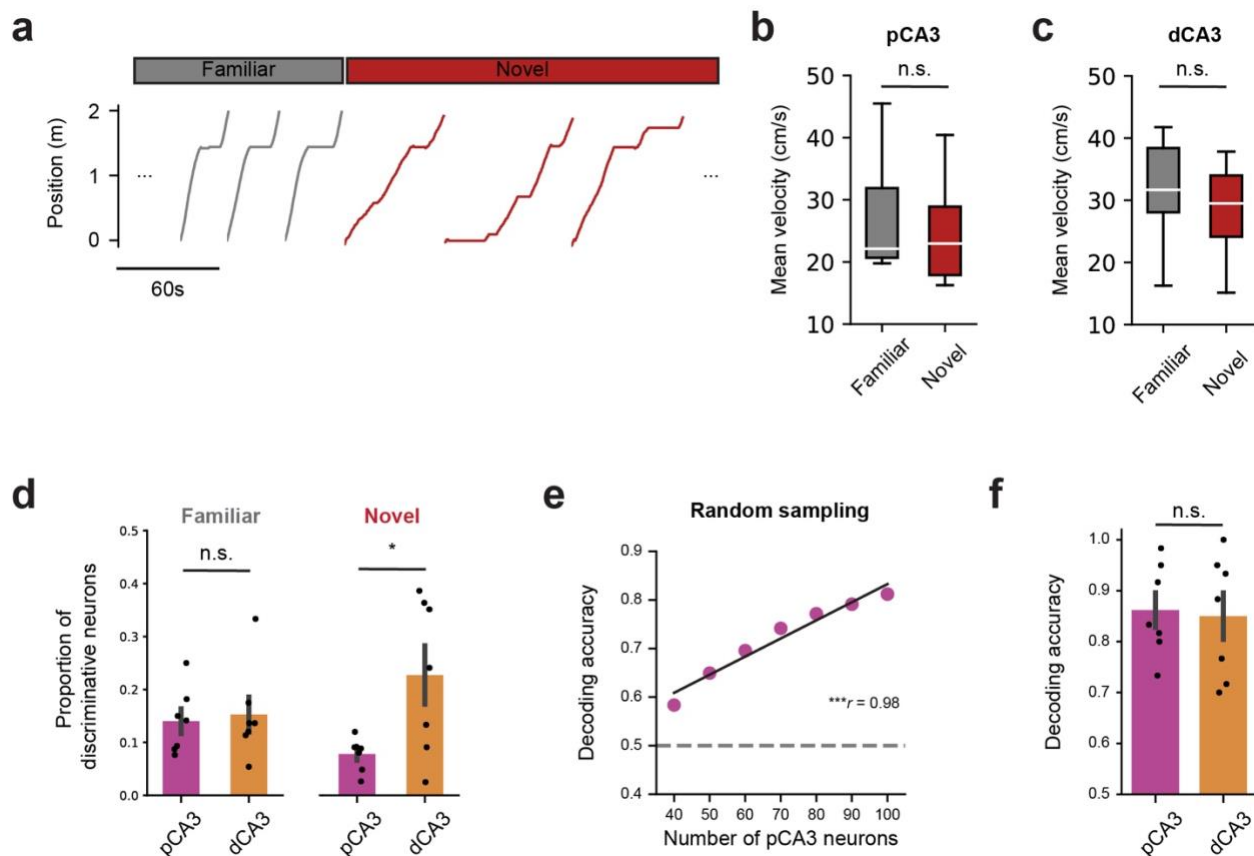 a
Familiar
Novel
Position (m)
2
1
0
...
...
60s
b
pCA3
n.s.
Mean velocity (cm/s)
50
40
30
20
10
Familiar
Novel
c
dCA3
n.s.
Mean velocity (cm/s)
50
40
30
20
10
Familiar
Novel
d
Familiar
Novel
n.s.
*
Proportion of
discriminative neurons
0.5
0.4
0.3
0.2
0.1
0.0
pCA3
dCA3
pCA3
dCA3
e
Random sampling
Decoding accuracy
0.9
0.8
0.7
0.6
0.5
0.4
***r = 0.98
40 50 60 70 80 90 100
Number of pCA3 neurons
f
n.s.
Decoding accuracy
1.0
0.9
0.8
0.7
0.6
0.5
pCA3
dCA3